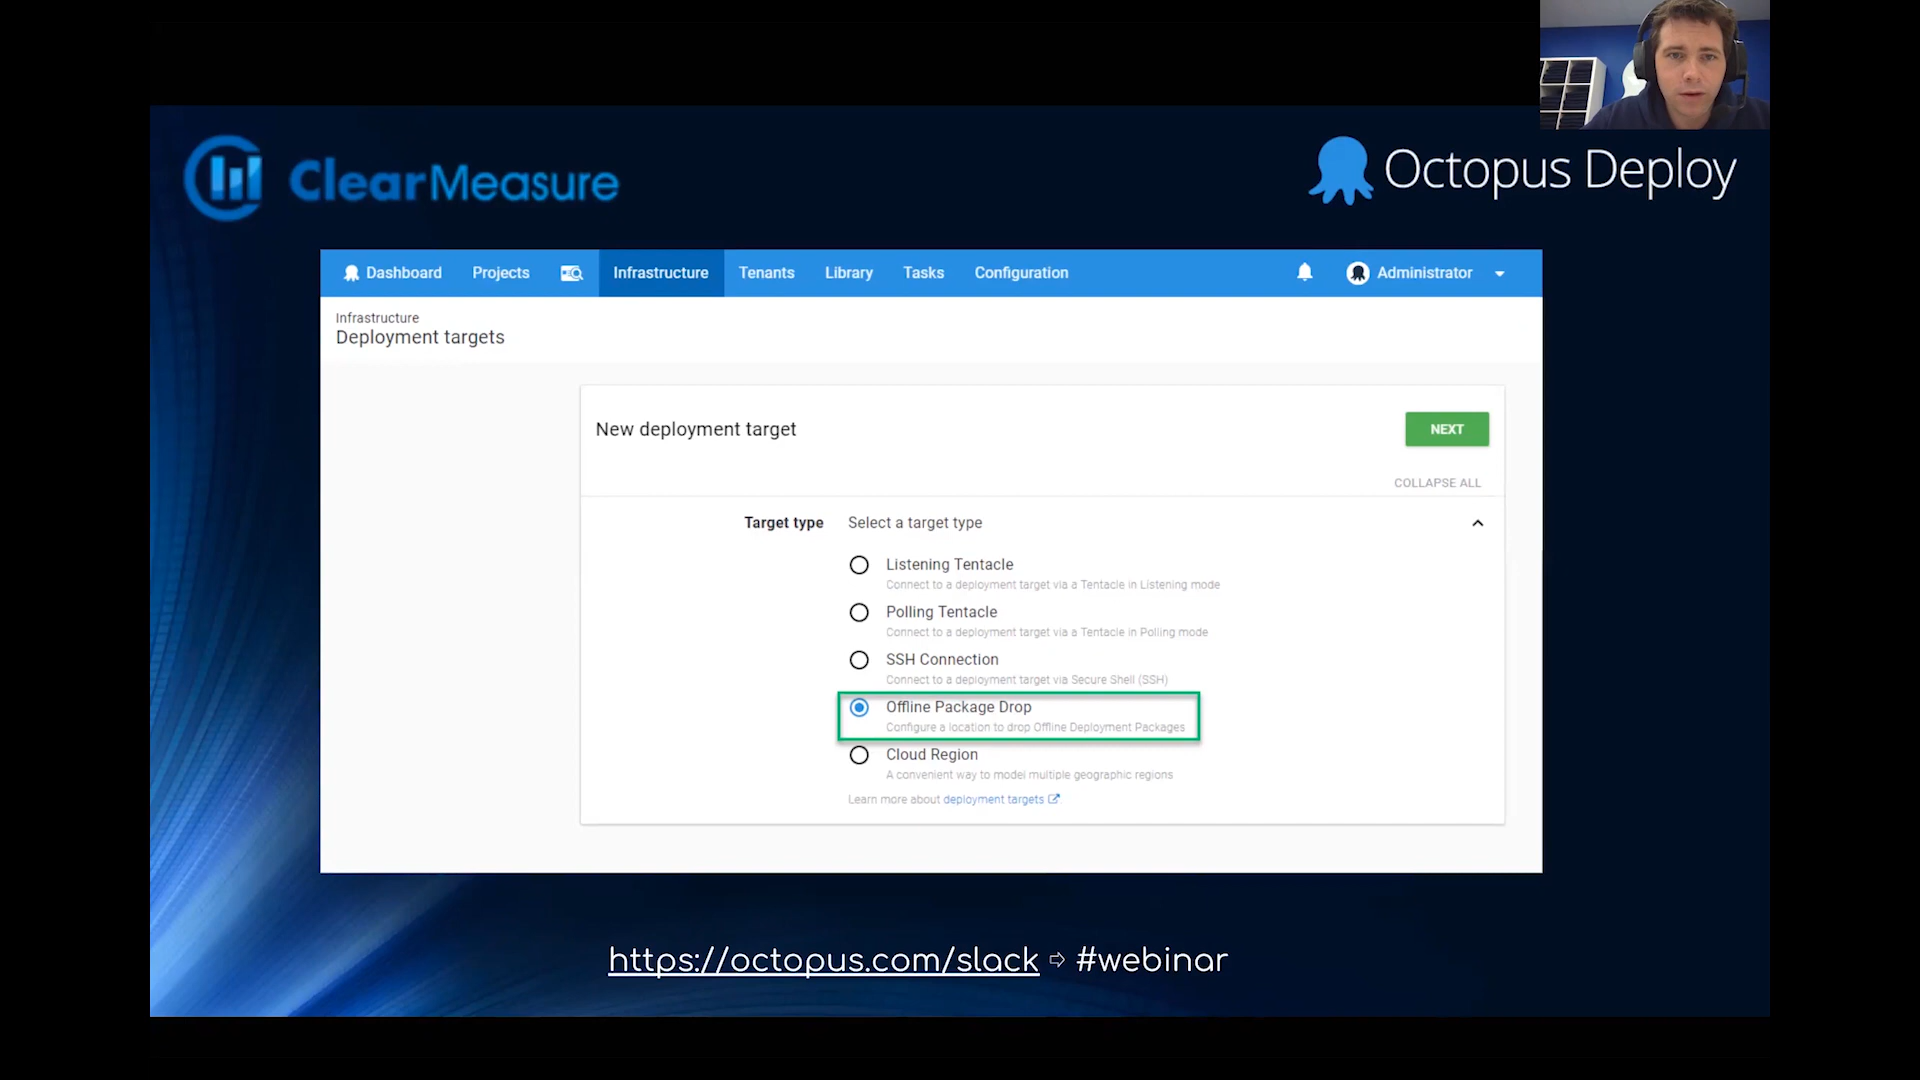 ClearMeasure
Octopus Deploy
Dashboard Projects Infrastructure Tenants Library Tasks Configuration Administrator
Infrastructure
Deployment targets
New deployment target
NEXT
COLLAPSE ALL
Target type Select a target type
Listening Tentacle
Connect to a deployment target via a Tentacle in Listening mode
Polling Tentacle
Connect to a deployment target via a Tentacle in Polling mode
SSH Connection
Connect to a deployment target via Secure Shell (SSH)
Offline Package Drop
Configure a location to drop Offline Deployment Packages
Cloud Region
A convenient way to model multiple geographic regions
Learn more about deployment targets
https://octopus.com/slack ⇨ #webinar